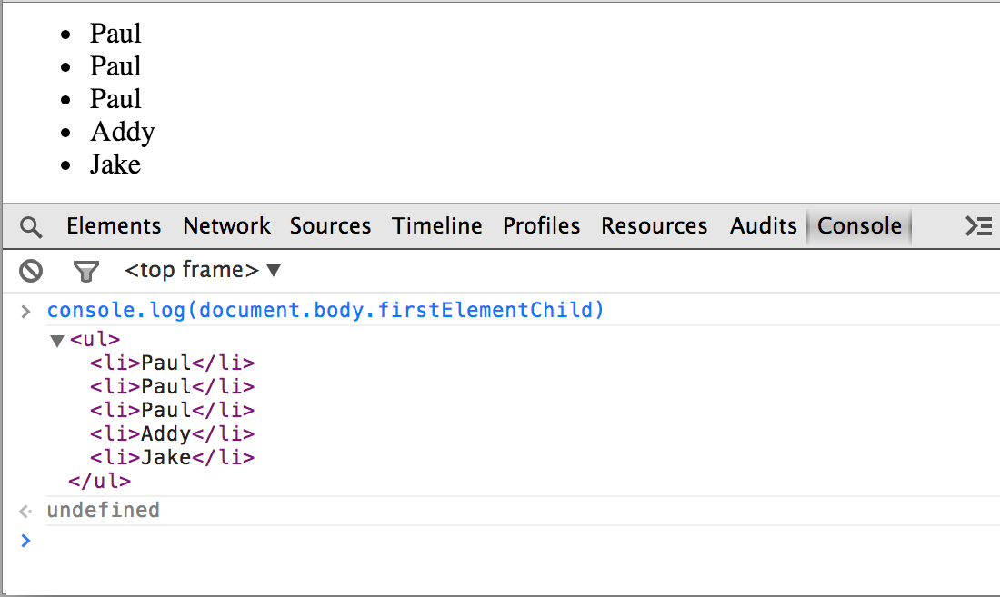 • Paul
• Paul
• Paul
• Addy
• Jake
Elements Network Sources Timeline Profiles Resources Audits Console
<top frame> ▼
> console.log(document.body.firstElementChild)
▼<ul>
<li>Paul</li>
<li>Paul</li>
<li>Paul</li>
<li>Addy</li>
<li>Jake</li>
</ul>
undefined
>